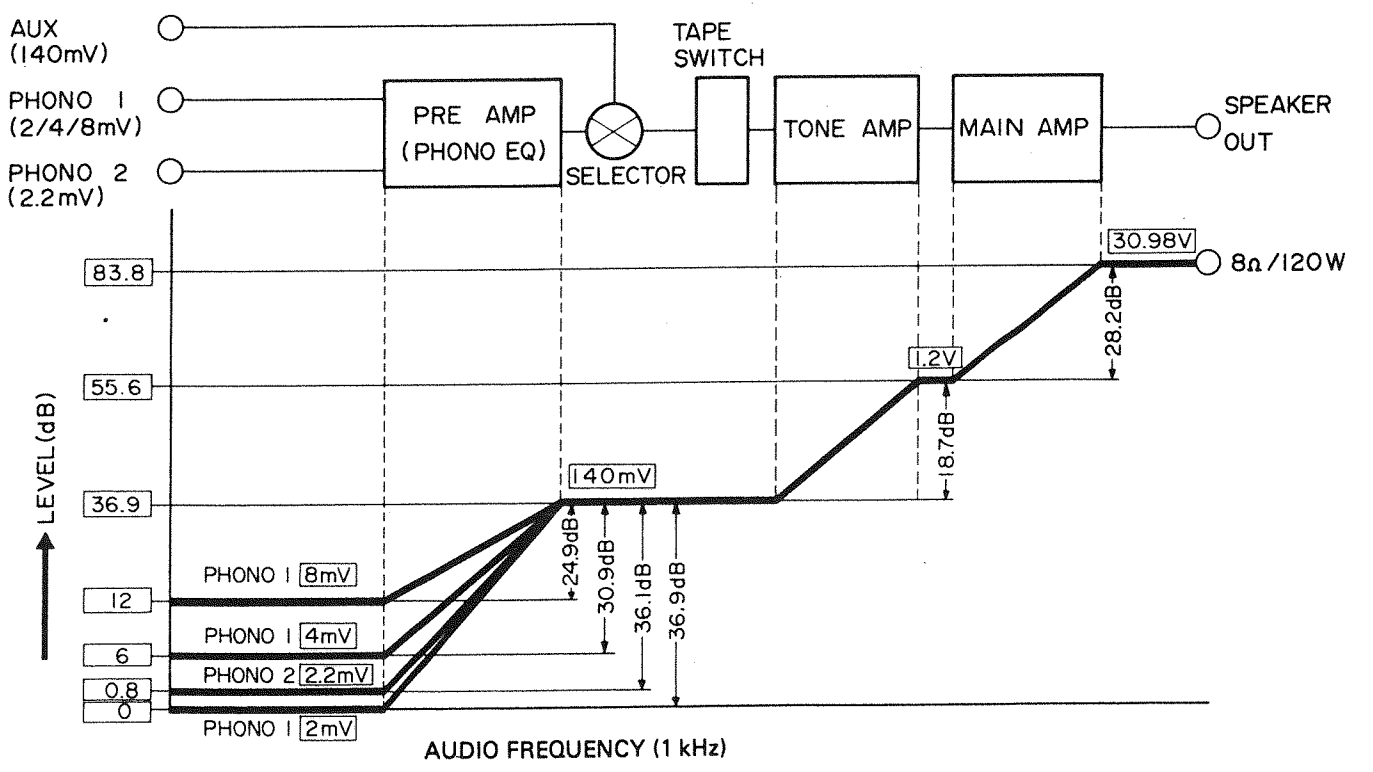 AUX
(140mV)
PHONO 1
(2/4/8mV)
PHONO 2
(2.2mV)
PRE AMP
(PHONO EQ)
SELECTOR
TAPE
SWITCH
TONE AMP
MAIN AMP
SPEAKER
OUT
30.98V
8Ω/120W
83.8
28.2dB
1.2V
55.6
18.7dB
LEVEL(dB)
140mV
36.9
24.9dB
30.9dB
36.1dB
36.9dB
PHONO 1 8mV
12
PHONO 1 4mV
6
PHONO 2 2.2mV
0.8
0
PHONO 1 2mV
AUDIO FREQUENCY (1 kHz)